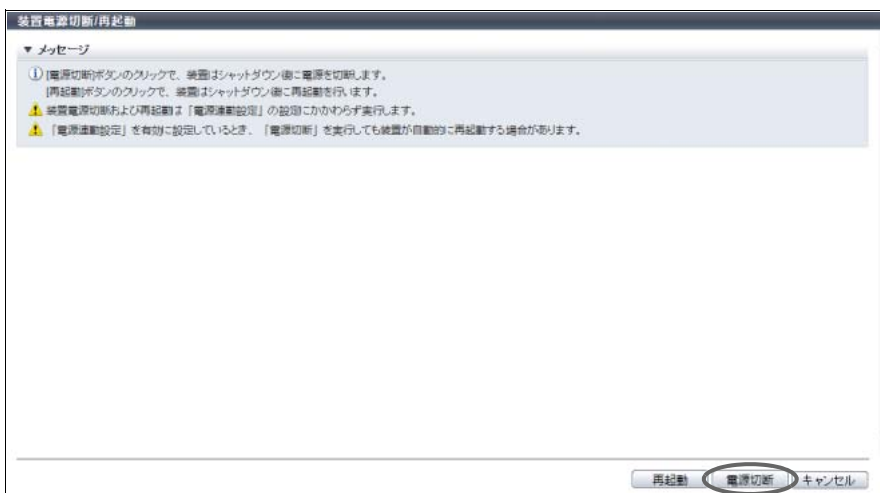 装置電源切断/再起動
▼ メッセージ
[電源切断]ボタンのクリックで、装置はシャットダウン後に電源を切断します。
[再起動]ボタンのクリックで、装置はシャットダウン後に再起動を行います。
装置電源切断および再起動は「電源連動設定」の設定にかかわらず実行します。
「電源連動設定」を有効に設定しているとき、「電源切断」を実行しても装置が自動的に再起動する場合があります。
再起動 電源切断 キャンセル